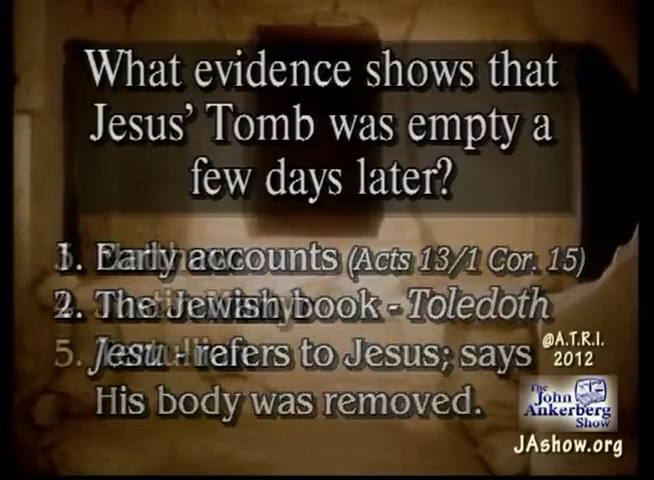 What evidence shows that
Jesus' Tomb was empty a
few days later?
1. Early accounts (Acts 13/1 Cor. 15)
2. The Jewish book - Toledoth
5. Jesu - refers to Jesus; says
His body was removed.
@A.T.R.I.
2012
The
John
Ankerberg
Show
JAshow.org